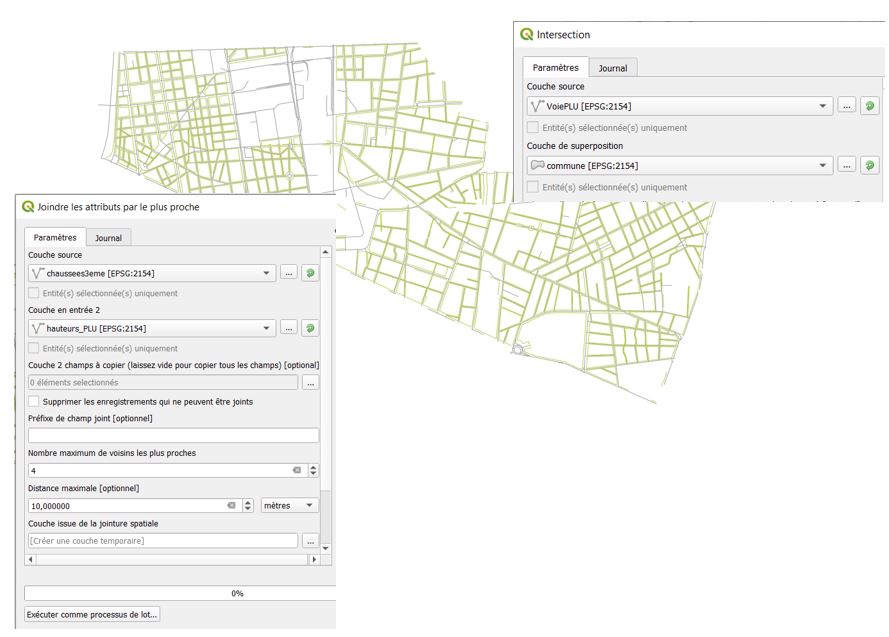 Intersection
Paramètres
Journal
Couche source
VoiePLU [EPSG:2154]
...
Entité(s) sélectionnée(s) uniquement
Couche de superposition
commune [EPSG:2154]
...
Entité(s) sélectionnée(s) uniquement
Joindre les attributs par le plus proche
Paramètres
Journal
Couche source
chaussees3eme [EPSG:2154]
...
Entité(s) sélectionnée(s) uniquement
Couche en entrée 2
hauteurs_PLU [EPSG:2154]
...
Entité(s) sélectionnée(s) uniquement
Couche 2 champs à copier (laissez vide pour copier tous les champs) [optional]
0 éléments selectionnés
...
Supprimer les enregistrements qui ne peuvent être joints
Préfixe de champ joint [optionnel]
Nombre maximum de voisins les plus proches
4
Distance maximale [optionnel]
10,000000
mètres
Couche issue de la jointure spatiale
[Créer une couche temporaire]
...
0%
Exécuter comme processus de lot...